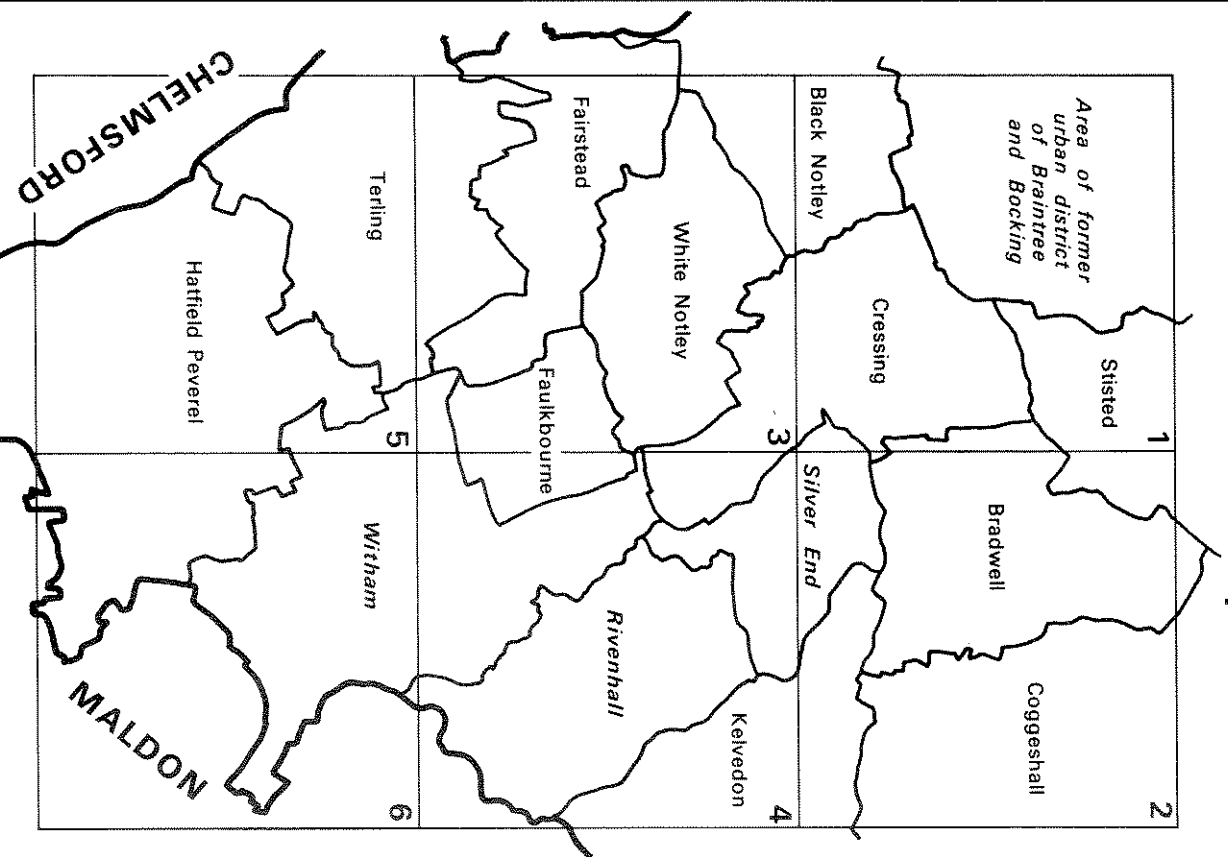 Area of former
urban district
of Braintree
and Bocking
Stisted
1
Black Notley
Cressing
Bradwell
Coggeshall
2
Fairstead
White Notley
3
Silver End
Faulkbourne
Rivenhall
Kelvedon
4
Terling
5
Hatfield Peverel
Witham
6
CHELMSFORD
MALDON